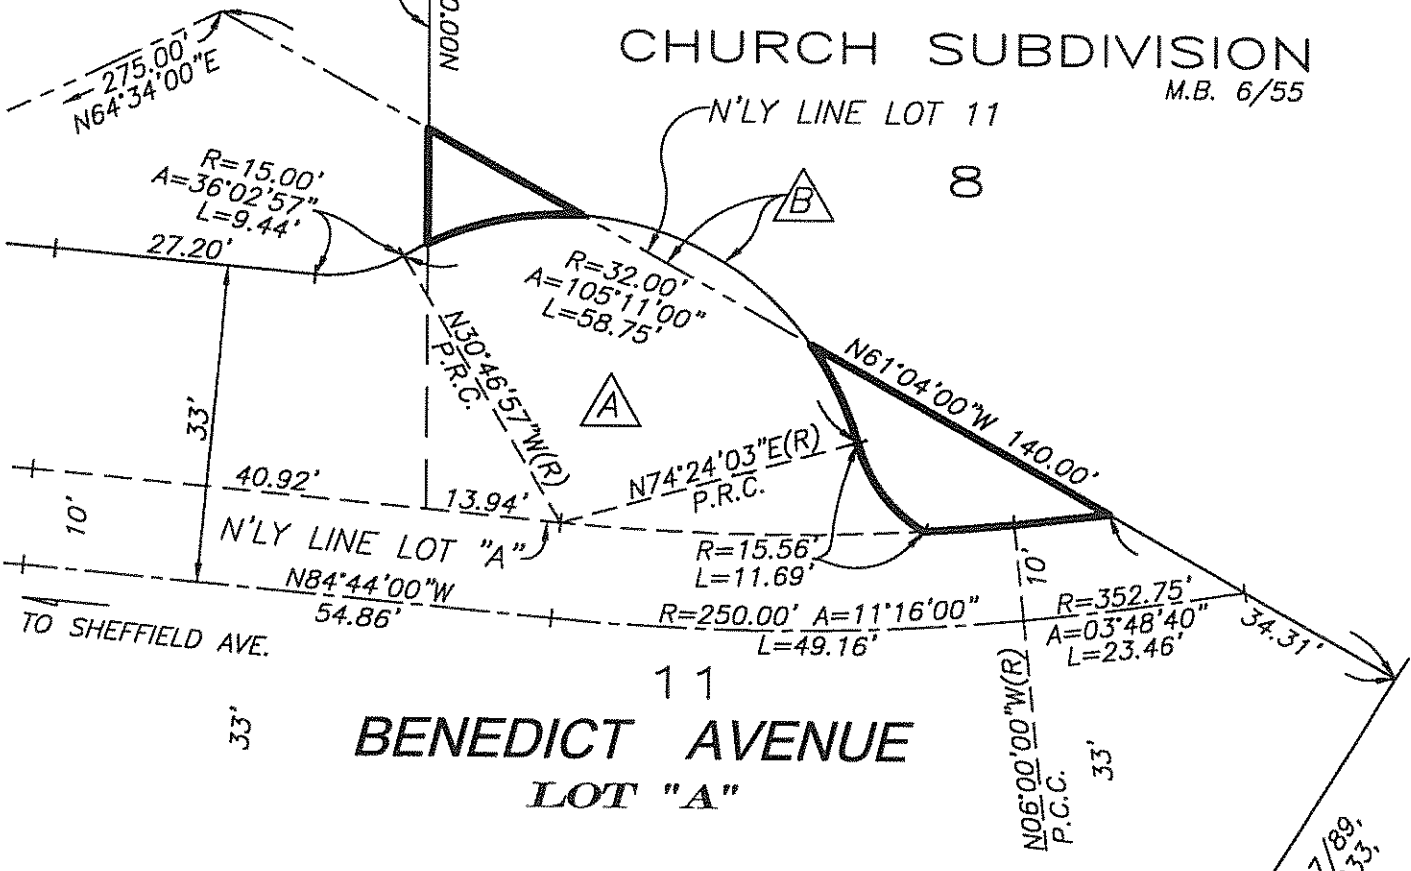 0.00N
CHURCH SUBDIVISION
M.B. 6/55
275.00'
N64°34'00"E
N'LY LINE LOT 11
8
R=15.00'
A=36°02'57"
L=9.44'
B
27.20'
R=32.00'
A=105°11'00"
L=58.75'
N30°46'57"W(R)
P.R.C.
A
N61°04'00"W 140.00'
33'
N74°24'03"E(R)
P.R.C.
40.92'
13.94'
10'
N'LY LINE LOT "A"
R=15.56'
L=11.69'
10'
N84°44'00"W
54.86'
R=250.00' A=11°16'00"
L=49.16'
R=352.75'
A=03°48'40"
L=23.46'
34.31'
TO SHEFFIELD AVE.
11
33'
BENEDICT AVENUE
LOT "A"
N06°00'00"W(R)
P.C.C.
33'
/89,
33,